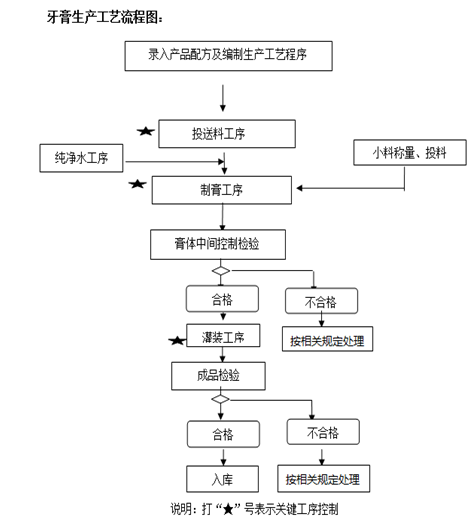 牙膏生产工艺流程图：
录入产品配方及编制生产工艺程序
★ 投送料工序
纯净水工序
小料称量、投料
★ 制膏工序
膏体中间控制检验
合格
不合格
★ 灌装工序
按相关规定处理
成品检验
合格
不合格
入库
按相关规定处理
说明：打“★”号表示关键工序控制